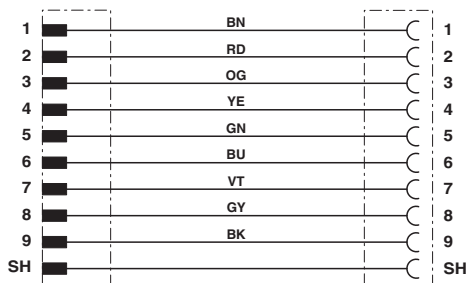 1 BN 1
2 RD 2
3 OG 3
4 YE 4
5 GN 5
6 BU 6
7 VT 7
8 GY 8
9 BK 9
SH SH